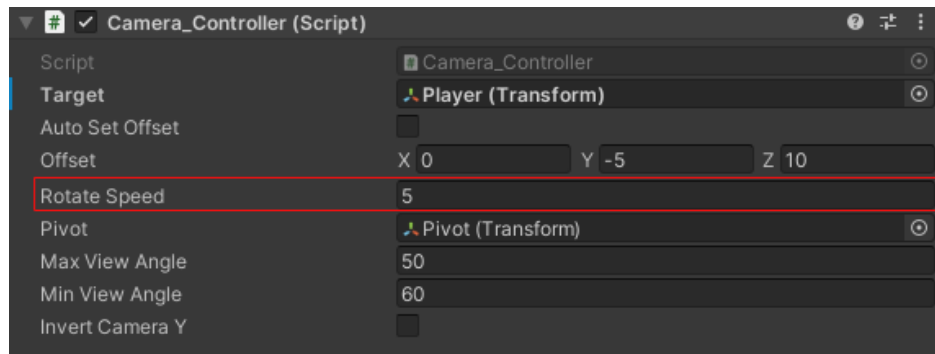 # Camera_Controller (Script)
Script # Camera_Controller
Target Player (Transform)
Auto Set Offset
Offset X 0 Y -5 Z 10
Rotate Speed 5
Pivot Pivot (Transform)
Max View Angle 50
Min View Angle 60
Invert Camera Y